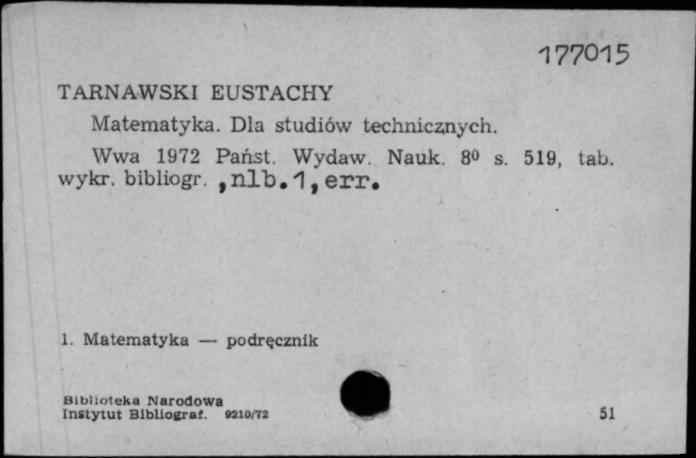 177015
TARNAWSKI EUSTACHY
Matematyka. Dla studiów technicznych.
Wwa 1972 Państ. Wydaw. Nauk. 8⁰ s. 519, tab.
wykr. bibliogr. ,nlb.1,err.
1. Matematyka — podręcznik
Biblioteka Narodowa
Instytut Bibliograf. 9210/72
51